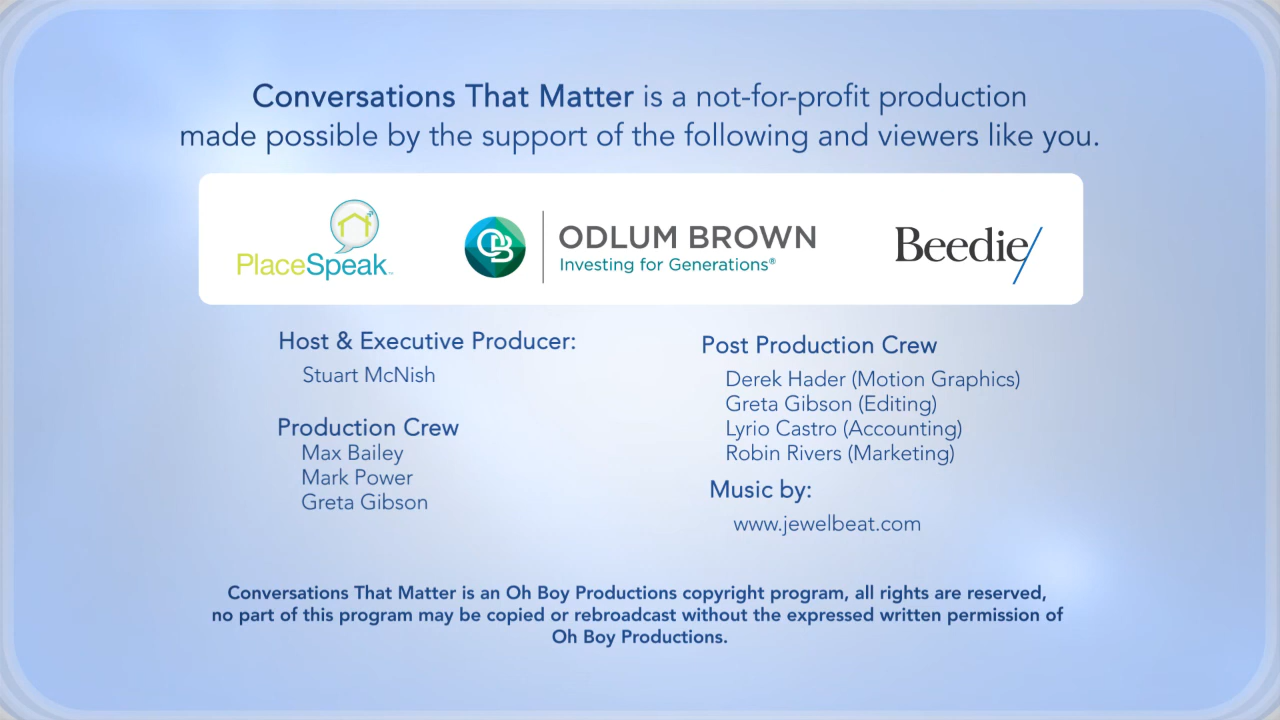 Conversations That Matter is a not-for-profit production
made possible by the support of the following and viewers like you.
PlaceSpeak™
OB
ODLUM BROWN
Investing for Generations®
Beedie/
Host & Executive Producer:
Stuart McNish
Production Crew
Max Bailey
Mark Power
Greta Gibson
Post Production Crew
Derek Hader (Motion Graphics)
Greta Gibson (Editing)
Lyrio Castro (Accounting)
Robin Rivers (Marketing)
Music by:
www.jewelbeat.com
Conversations That Matter is an Oh Boy Productions copyright program, all rights are reserved,
no part of this program may be copied or rebroadcast without the expressed written permission of
Oh Boy Productions.